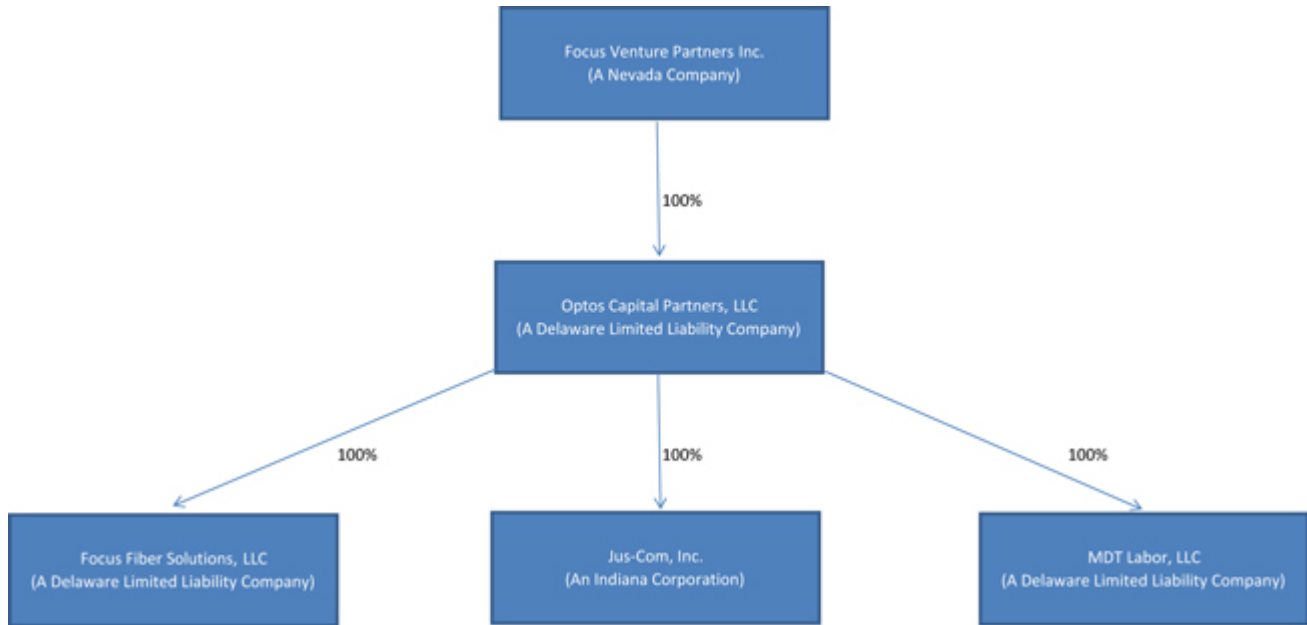 Focus Venture Partners Inc.
(A Nevada Company)
100%
Optos Capital Partners, LLC
(A Delaware Limited Liability Company)
100%
100%
100%
Focus Fiber Solutions, LLC
(A Delaware Limited Liability Company)
Jus-Com, Inc.
(An Indiana Corporation)
MDT Labor, LLC
(A Delaware Limited Liability Company)